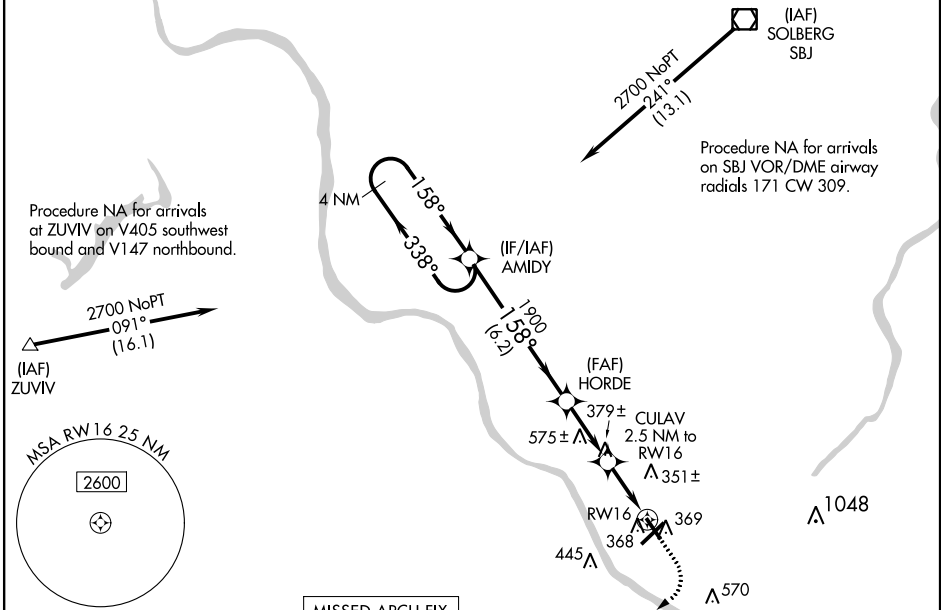 (IAF)
SOLBERG
SBJ
2700 NoPT
241°
(13.1)
Procedure NA for arrivals
on SBJ VOR/DME airway
radials 171 CW 309.
4 NM
158°
338°
Procedure NA for arrivals
at ZUVIV on V405 southwest
bound and V147 northbound.
(IF/IAF)
AMIDY
2700 NoPT
091°
(16.1)
(IAF)
ZUVIV
1900
158°
(6.2)
(FAF)
HORDE
379±
575±
CULAV
2.5 NM to
RW16
351±
MSA RW16 25 NM
2600
RW16
369
368
1048
445
570
MISSED APCH FIX